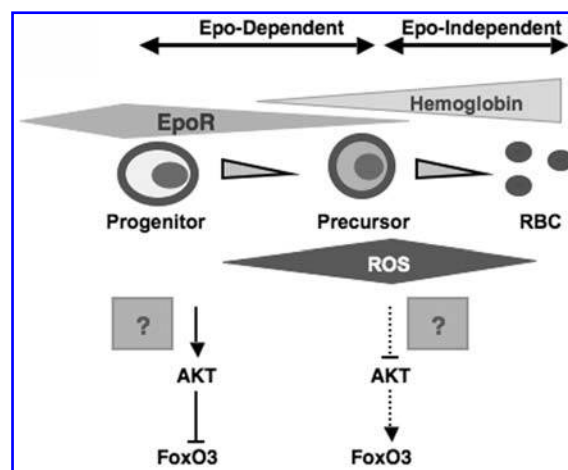 Epo-Dependent Epo-Independent
Hemoglobin
EpoR
Progenitor Precursor RBC
ROS
? ?
AKT AKT
FoxO3 FoxO3